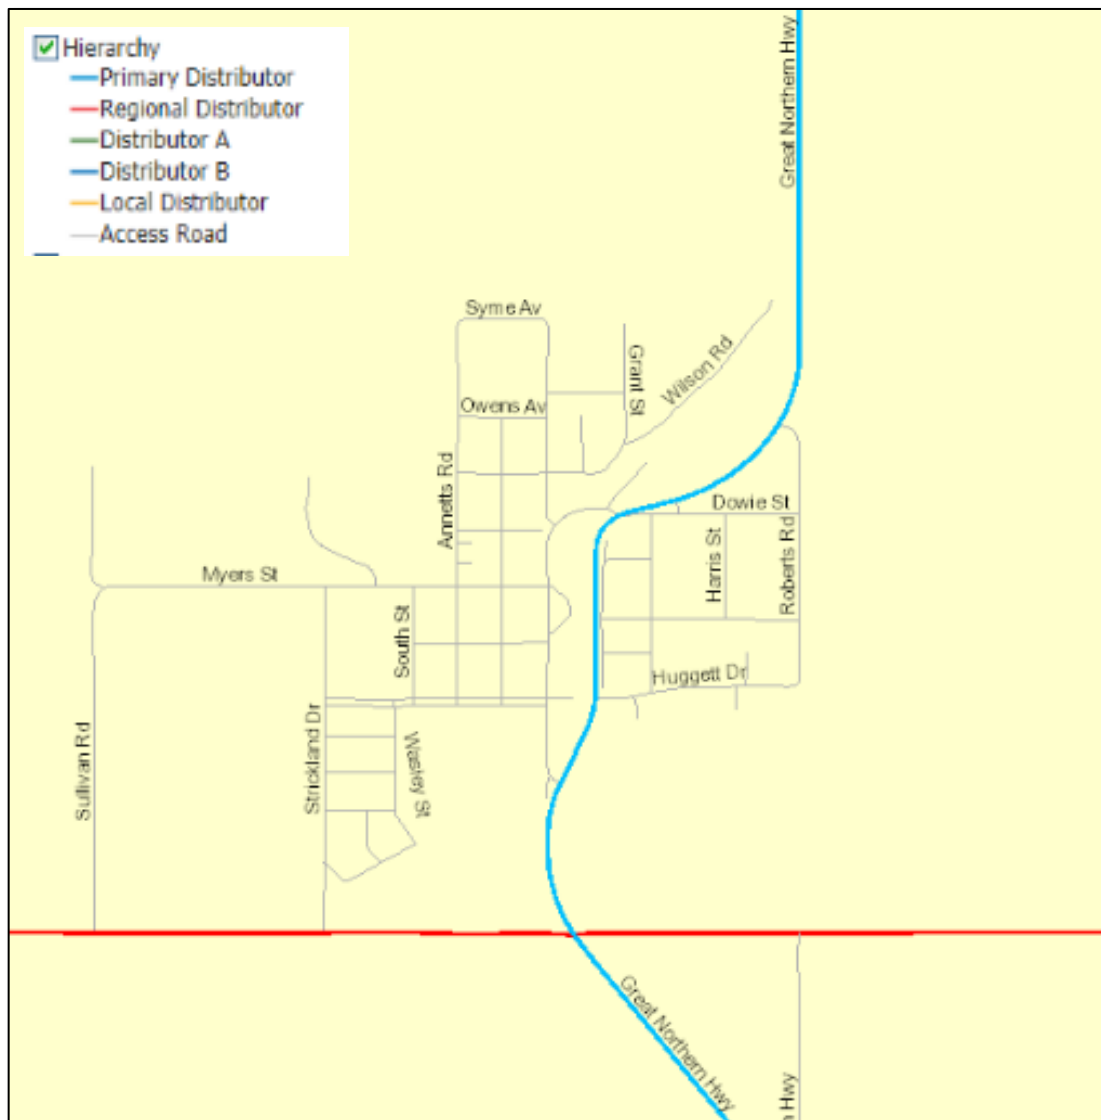 Hierarchy
Primary Distributor
Regional Distributor
Distributor A
Distributor B
Local Distributor
Access Road
Great Northern Hwy
Syme Av
Grant St
Wilson Rd
Owens Av
Annetts Rd
Dowie St
Harris St
Roberts Rd
Myers St
South St
Huggett Dr
Sullivan Rd
Strickland Dr
Wasley St
Great Northern Hwy
Hwy